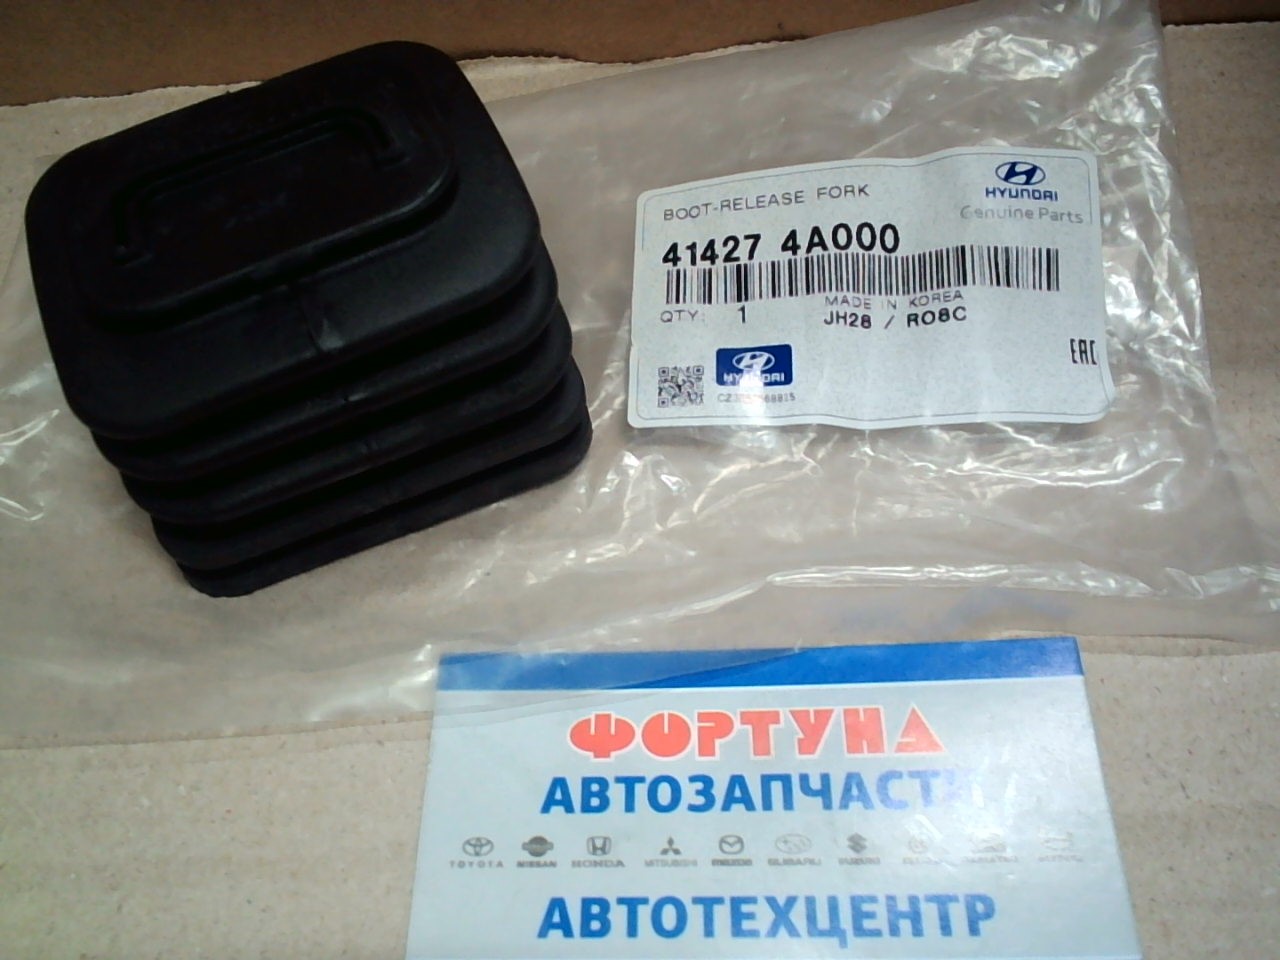 BOOT-RELEASE FORK
HYUNDAI
Genuine Parts
41427 4A000
MADE IN KOREA
QTY: 1 JH28 / RO8C
EAC
HYUNDAI
ФОРТУНА
АВТОЗАПЧАСТИ
TOYOTA NISSAN HONDA MITSUBISHI mazda SUBARU SUZUKI
АВТОТЕХЦЕНТР